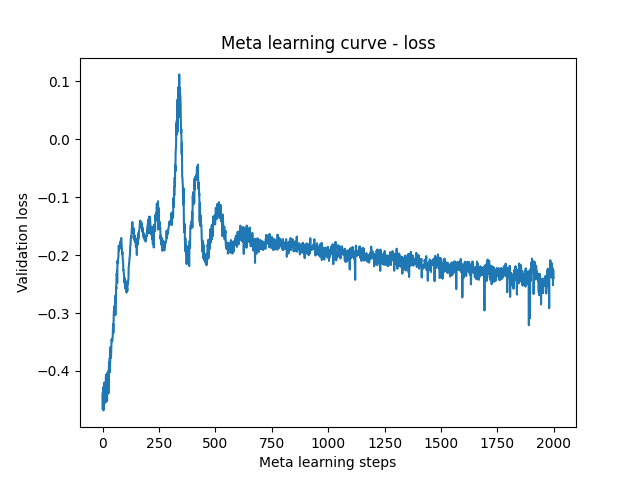 Meta learning curve - loss
Validation loss
0.1
0.0
−0.1
−0.2
−0.3
−0.4
0 250 500 750 1000 1250 1500 1750 2000
Meta learning steps